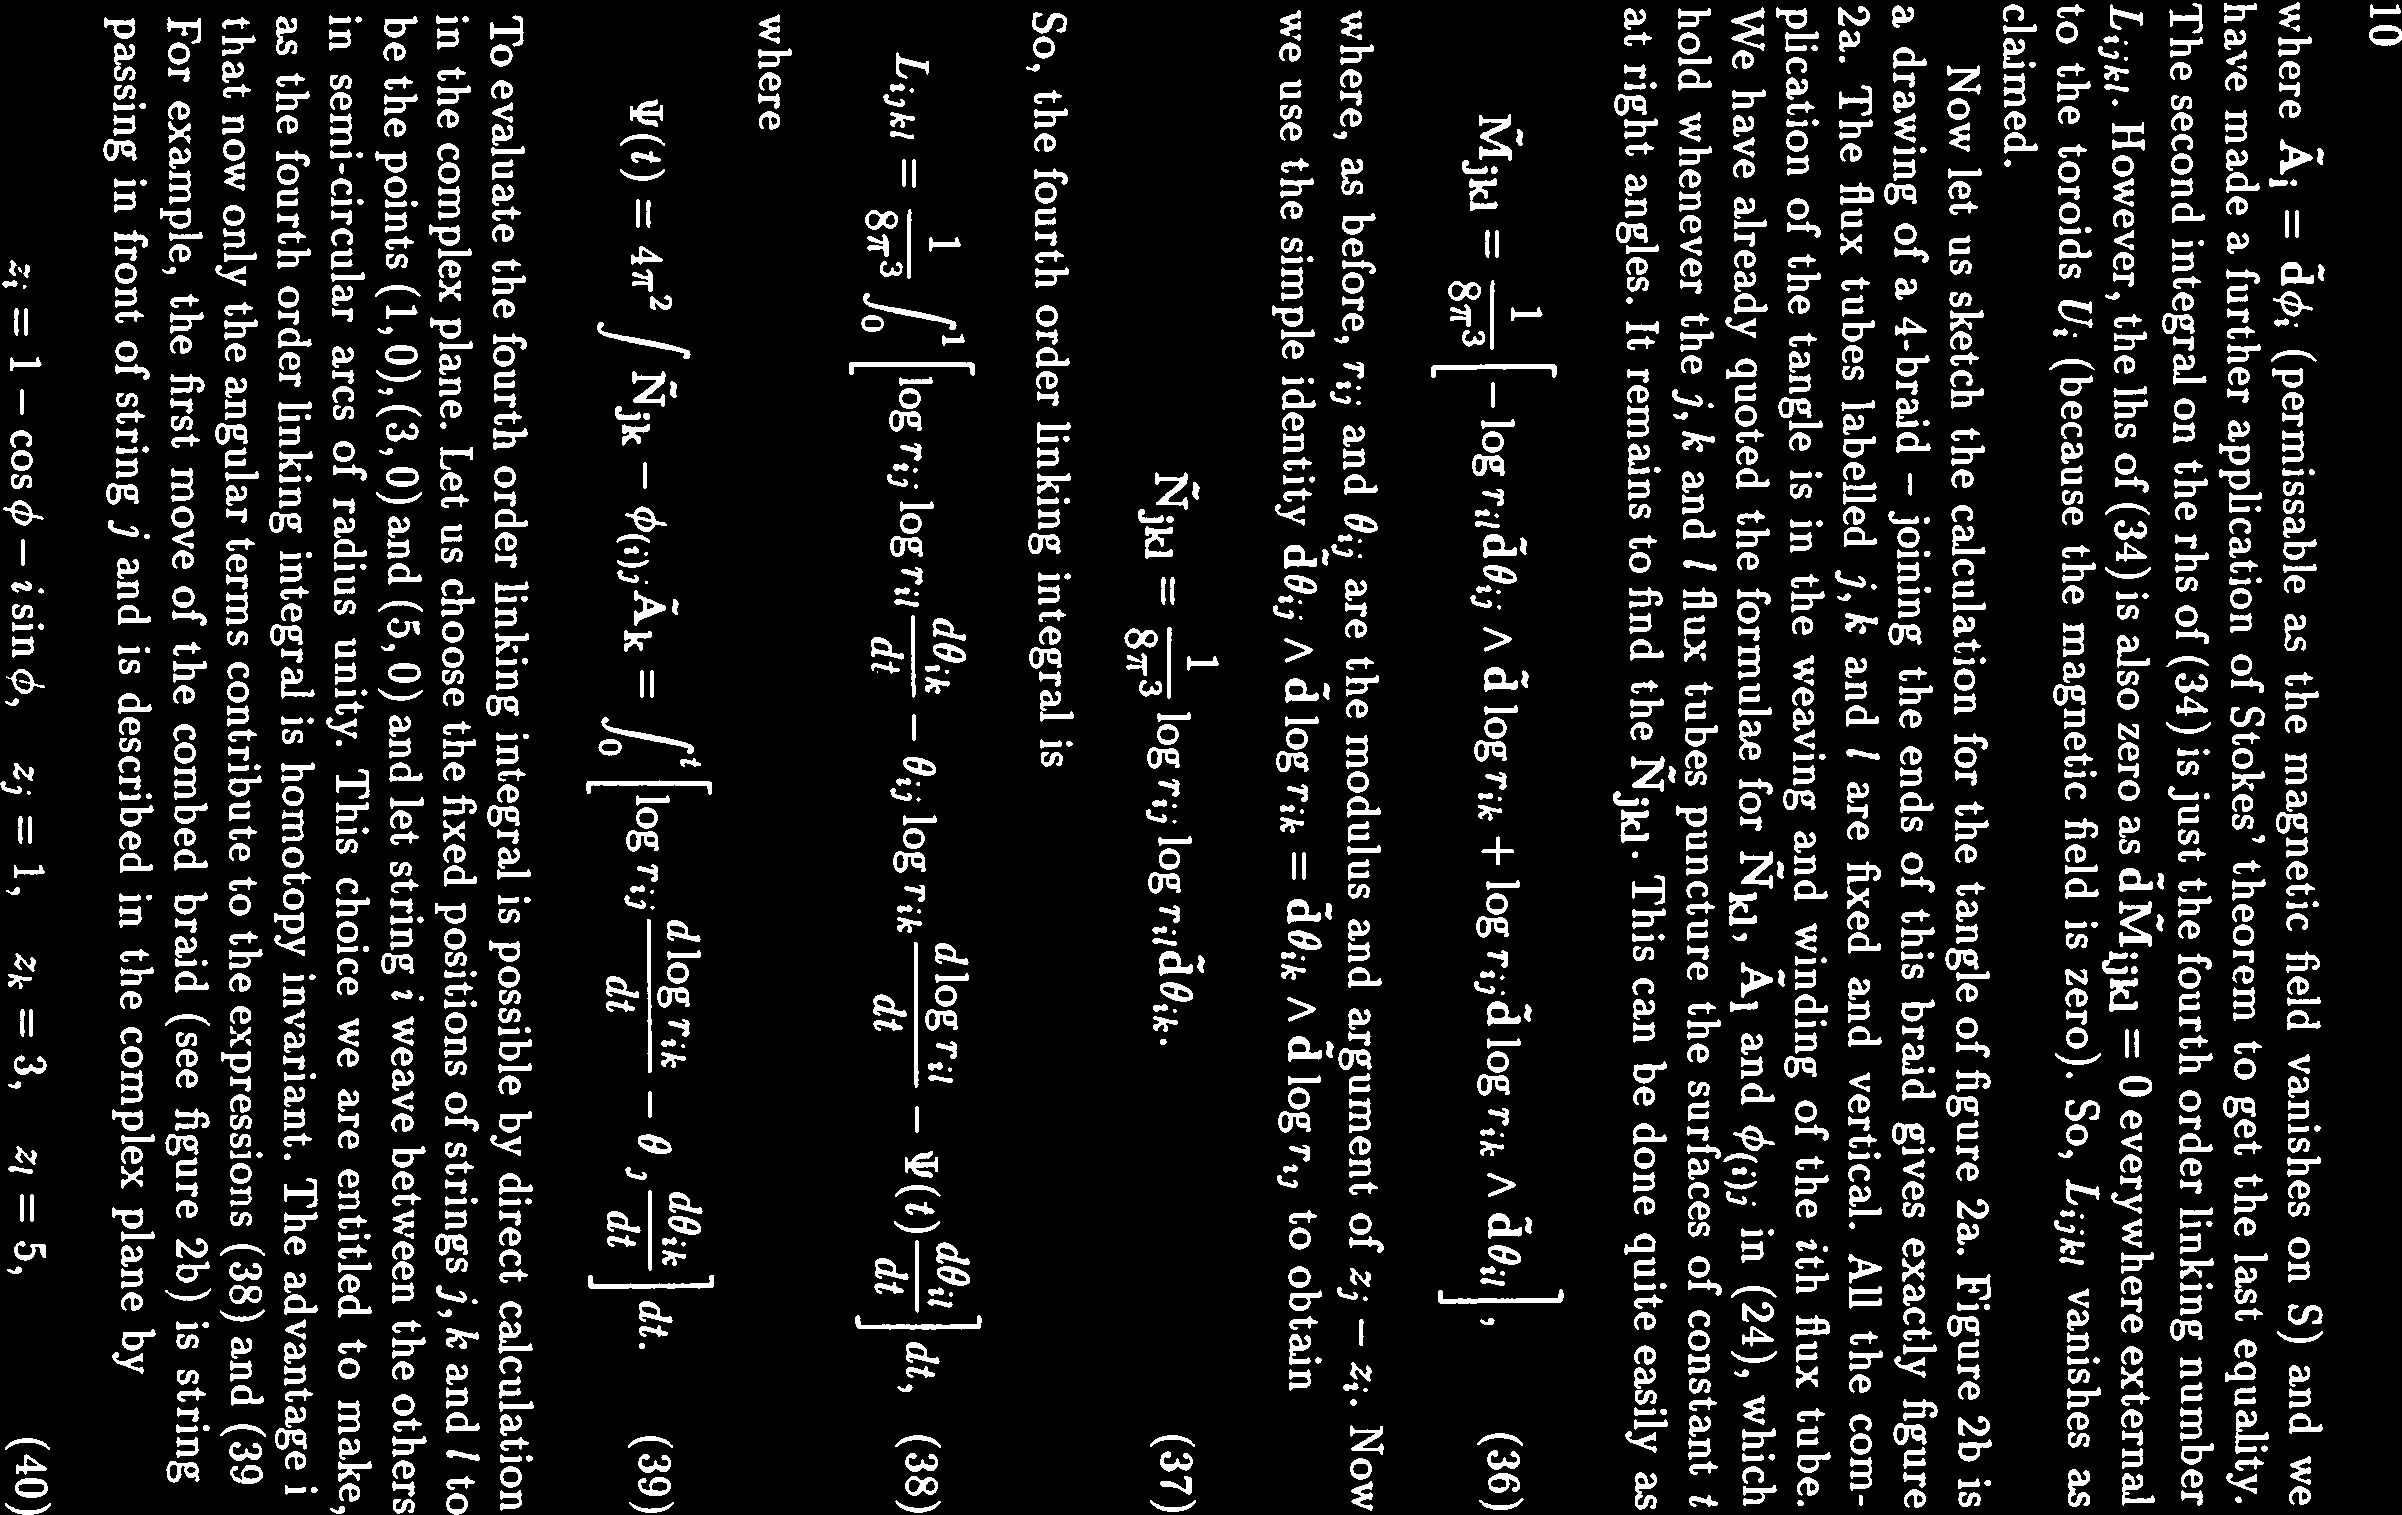 10
where Ã_i = d̃φ_i (permissable as the magnetic field vanishes on S) and we
have made a further application of Stokes' theorem to get the last equality.
The second integral on the rhs of (34) is just the fourth order linking number
L_{ijkl}. However, the lhs of (34) is also zero as d̃M̃_{ijkl} = 0 everywhere external
to the toroids U_i (because the magnetic field is zero). So, L_{ijkl} vanishes as
claimed.
Now let us sketch the calculation for the tangle of figure 2a. Figure 2b is
a drawing of a 4-braid – joining the ends of this braid gives exactly figure
2a. The flux tubes labelled j, k and l are fixed and vertical. All the com-
plication of the tangle is in the weaving and winding of the ith flux tube.
We have already quoted the formulae for Ñ_{kl}, Ã_l and φ_{(i)j} in (24), which
hold whenever the j, k and l flux tubes puncture the surfaces of constant t
at right angles. It remains to find the Ñ_{jkl}. This can be done quite easily as
M̃_{jkl} = \frac{1}{8π^3} [ − log r_{il} d̃θ_{ij} ∧ d̃ log r_{ik} + log r_{ij} d̃ log r_{ik} ∧ d̃θ_{il} ] , (36)
where, as before, r_{ij} and θ_{ij} are the modulus and argument of z_j − z_i. Now
we use the simple identity d̃θ_{ij} ∧ d̃ log r_{ik} = d̃θ_{ik} ∧ d̃ log r_{ij} to obtain
Ñ_{jkl} = \frac{1}{8π^3} log r_{ij} log r_{il} d̃θ_{ik}. (37)
So, the fourth order linking integral is
L_{ijkl} = \frac{1}{8π^3} ∫_0^1 [ log r_{ij} log r_{il} \frac{dθ_{ik}}{dt} − θ_{ij} log r_{ik} \frac{d log r_{il}}{dt} − Ψ(t) \frac{dθ_{il}}{dt} ] dt, (38)
where
Ψ(t) = 4π^2 ∫ Ñ_{jk} − φ_{(i)j} Ã_k = ∫_0^t [ log r_{ij} \frac{d log r_{ik}}{dt} − θ_{,j} \frac{dθ_{ik}}{dt} ] dt. (39)
To evaluate the fourth order linking integral is possible by direct calculation
in the complex plane. Let us choose the fixed positions of strings j, k and l to
be the points (1, 0), (3, 0) and (5, 0) and let string i weave between the others
in semi-circular arcs of radius unity. This choice we are entitled to make,
as the fourth order linking integral is homotopy invariant. The advantage i
that now only the angular terms contribute to the expressions (38) and (39
For example, the first move of the combed braid (see figure 2b) is string
passing in front of string j and is described in the complex plane by
z_i = 1 − cos φ − i sin φ, z_j = 1, z_k = 3, z_l = 5, (40)